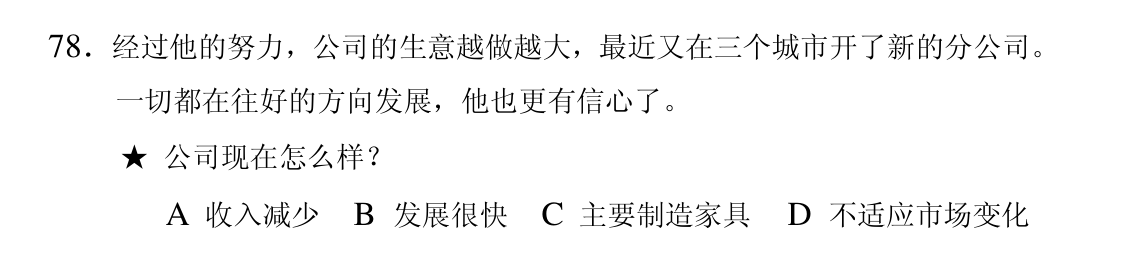 78．经过他的努力，公司的生意越做越大，最近又在三个城市开了新的分公司。
一切都在往好的方向发展，他也更有信心了。
★ 公司现在怎么样？
A 收入减少 B 发展很快 C 主要制造家具 D 不适应市场变化